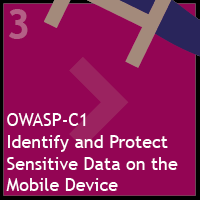 3
OWASP-C1
Identify and Protect
Sensitive Data on the
Mobile Device